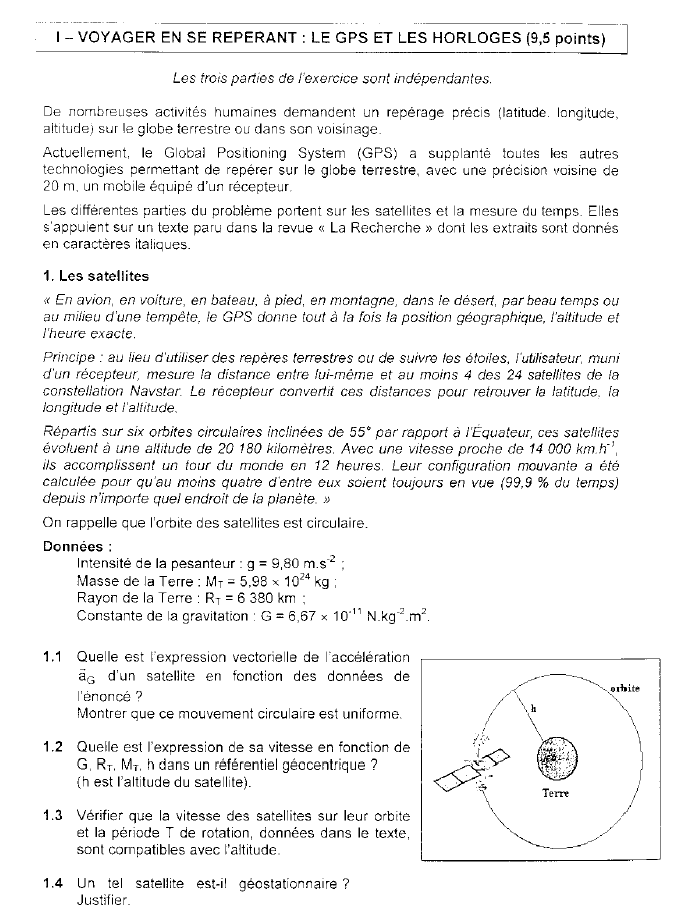 I – VOYAGER EN SE REPERANT : LE GPS ET LES HORLOGES (9,5 points)
Les trois parties de l'exercice sont indépendantes.
De nombreuses activités humaines demandent un repérage précis (latitude, longitude,
altitude) sur le globe terrestre ou dans son voisinage.
Actuellement, le Global Positioning System (GPS) a supplanté toutes les autres
technologies permettant de repérer sur le globe terrestre, avec une précision voisine de
20 m, un mobile équipé d'un récepteur.
Les différentes parties du problème portent sur les satellites et la mesure du temps. Elles
s'appuient sur un texte paru dans la revue « La Recherche » dont les extraits sont donnés
en caractères italiques.
1. Les satellites
« En avion, en voiture, en bateau, à pied, en montagne, dans le désert, par beau temps ou
au milieu d'une tempête, le GPS donne tout à la fois la position géographique, l'altitude et
l'heure exacte.
Principe : au lieu d'utiliser des repères terrestres ou de suivre les étoiles, l'utilisateur, muni
d'un récepteur, mesure la distance entre lui-même et au moins 4 des 24 satellites de la
constellation Navstar. Le récepteur convertit ces distances pour retrouver la latitude, la
longitude et l'altitude.
Répartis sur six orbites circulaires inclinées de 55° par rapport à l'Équateur, ces satellites
évoluent à une altitude de 20 180 kilomètres. Avec une vitesse proche de 14 000 km.h⁻¹,
ils accomplissent un tour du monde en 12 heures. Leur configuration mouvante a été
calculée pour qu'au moins quatre d'entre eux soient toujours en vue (99,9 % du temps)
depuis n'importe quel endroit de la planète. »
On rappelle que l'orbite des satellites est circulaire.
Données :
Intensité de la pesanteur : g = 9,80 m.s⁻² ;
Masse de la Terre : M_T = 5,98 × 10²⁴ kg ;
Rayon de la Terre : R_T = 6 380 km ;
Constante de la gravitation : G = 6,67 × 10⁻¹¹ N.kg⁻².m².
1.1 Quelle est l'expression vectorielle de l'accélération
a⃗_G d'un satellite en fonction des données de
l'énoncé ?
Montrer que ce mouvement circulaire est uniforme.
1.2 Quelle est l'expression de sa vitesse en fonction de
G, R_T, M_T, h dans un référentiel géocentrique ?
(h est l'altitude du satellite).
1.3 Vérifier que la vitesse des satellites sur leur orbite
et la période T de rotation, données dans le texte,
sont compatibles avec l'altitude.
1.4 Un tel satellite est-il géostationnaire ?
Justifier.
orbite
h
Terre